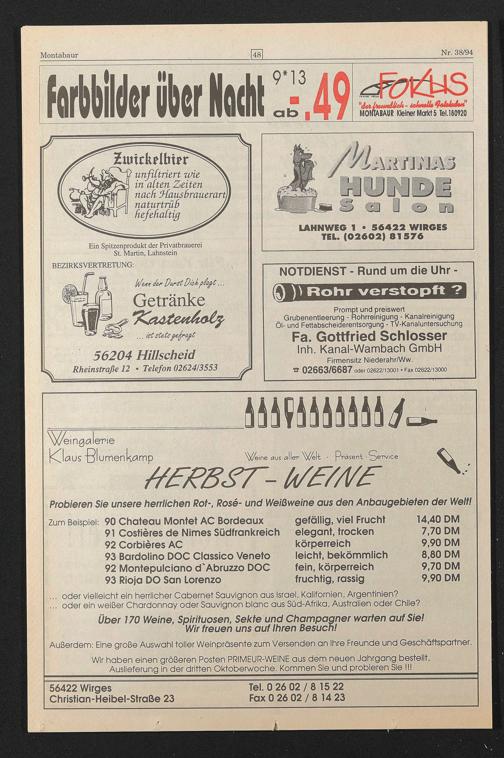 Montabaur
48
Nr. 38/94
Farbbilder über Nacht
9*13
ab -.49
FOKUS
"der freundlich - schnelle Fotoladen"
MONTABAUR Kleiner Markt 5 Tel.160920
Zwickelbier
unfiltriert wie
in alten Zeiten
nach Hausbrauerart
naturtrüb
hefehaltig
Ein Spitzenprodukt der Privatbrauerei
St. Martin, Lahnstein
BEZIRKSVERTRETUNG:
Wenn der Durst Dich plagt ...
Getränke
Kastenholz
... ist stets gefragt
56204 Hillscheid
Rheinstraße 12 • Telefon 02624/3553
MARTINAS
HUNDE
Salon
LAHNWEG 1 • 56422 WIRGES
TEL. (02602) 81576
NOTDIENST - Rund um die Uhr -
Rohr verstopft ?
Prompt und preiswert
Grubenentleerung - Rohrreinigung - Kanalreinigung
Öl- und Fettabscheiderentsorgung - TV-Kanaluntersuchung
Fa. Gottfried Schlosser
Inh. Kanal-Wambach GmbH
Firmensitz Niederahr/Ww.
☎ 02663/6687 oder 02622/13001 • Fax 02622/13000
Weingalerie
Klaus Blumenkamp
Weine aus aller Welt · Präsent-Service
HERBST-WEINE
Probieren Sie unsere herrlichen Rot-, Rosé- und Weißweine aus den Anbaugebieten der Welt!
Zum Beispiel: 90 Chateau Montet AC Bordeaux gefällig, viel Frucht 14,40 DM
91 Costières de Nimes Südfrankreich elegant, trocken 7,70 DM
92 Corbières AC körperreich 9,90 DM
93 Bardolino DOC Classico Veneto leicht, bekömmlich 8,80 DM
92 Montepulciano d`Abruzzo DOC fein, körperreich 9,70 DM
93 Rioja DO San Lorenzo fruchtig, rassig 9,90 DM
... oder vielleicht ein herrlicher Cabernet Sauvignon aus Israel, Kalifornien, Argentinien?
... oder ein weißer Chardonnay oder Sauvignon blanc aus Süd-Afrika, Australien oder Chile?
Über 170 Weine, Spirituosen, Sekte und Champagner warten auf Sie!
Wir freuen uns auf Ihren Besuch!
Außerdem: Eine große Auswahl toller Weinpräsente zum Versenden an Ihre Freunde und Geschäftspartner.
Wir haben einen größeren Posten PRIMEUR-WEINE aus dem neuen Jahrgang bestellt.
Auslieferung in der dritten Oktoberwoche. Kommen Sie und probieren Sie !!!
56422 Wirges
Christian-Heibel-Straße 23
Tel. 0 26 02 / 8 15 22
Fax 0 26 02 / 8 14 23